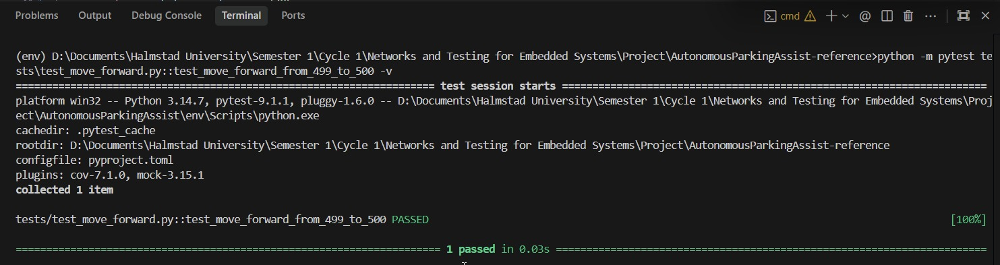 Problems Output Debug Console Terminal Ports cmd
(env) D:\Documents\Halmstad University\Semester 1\Cycle 1\Networks and Testing for Embedded Systems\Project\AutonomousParkingAssist-reference>python -m pytest te
sts\test_move_forward.py::test_move_forward_from_499_to_500 -v
===================================================================== test session starts ======================================================================
platform win32 -- Python 3.14.7, pytest-9.1.1, pluggy-1.6.0 -- D:\Documents\Halmstad University\Semester 1\Cycle 1\Networks and Testing for Embedded Systems\Proj
ect\AutonomousParkingAssist\env\Scripts\python.exe
cachedir: .pytest_cache
rootdir: D:\Documents\Halmstad University\Semester 1\Cycle 1\Networks and Testing for Embedded Systems\Project\AutonomousParkingAssist-reference
configfile: pyproject.toml
plugins: cov-7.1.0, mock-3.15.1
collected 1 item
tests/test_move_forward.py::test_move_forward_from_499_to_500 PASSED [100%]
====================================================================== 1 passed in 0.03s =======================================================================